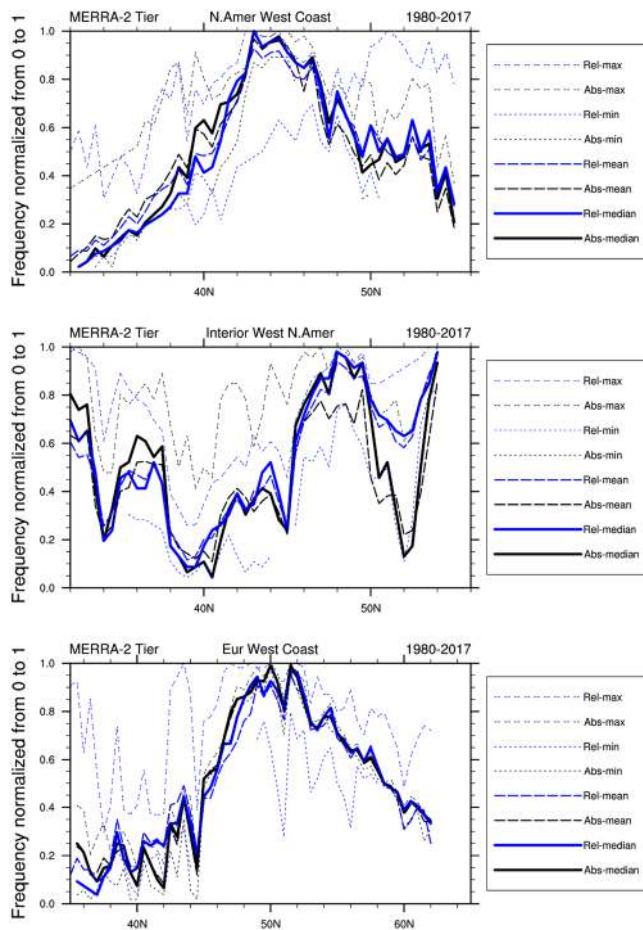 MERRA-2 Tier N.Amer West Coast 1980-2017
Frequency normalized from 0 to 1
1.0
0.8
0.6
0.4
0.2
0.0
40N 50N
Rel-max
Abs-max
Rel-min
Abs-min
Rel-mean
Abs-mean
Rel-median
Abs-median
MERRA-2 Tier Interior West N.Amer 1980-2017
Frequency normalized from 0 to 1
1.0
0.8
0.6
0.4
0.2
0.0
40N 50N
Rel-max
Abs-max
Rel-min
Abs-min
Rel-mean
Abs-mean
Rel-median
Abs-median
MERRA-2 Tier Eur West Coast 1980-2017
Frequency normalized from 0 to 1
1.0
0.8
0.6
0.4
0.2
0.0
40N 50N 60N
Rel-max
Abs-max
Rel-min
Abs-min
Rel-mean
Abs-mean
Rel-median
Abs-median